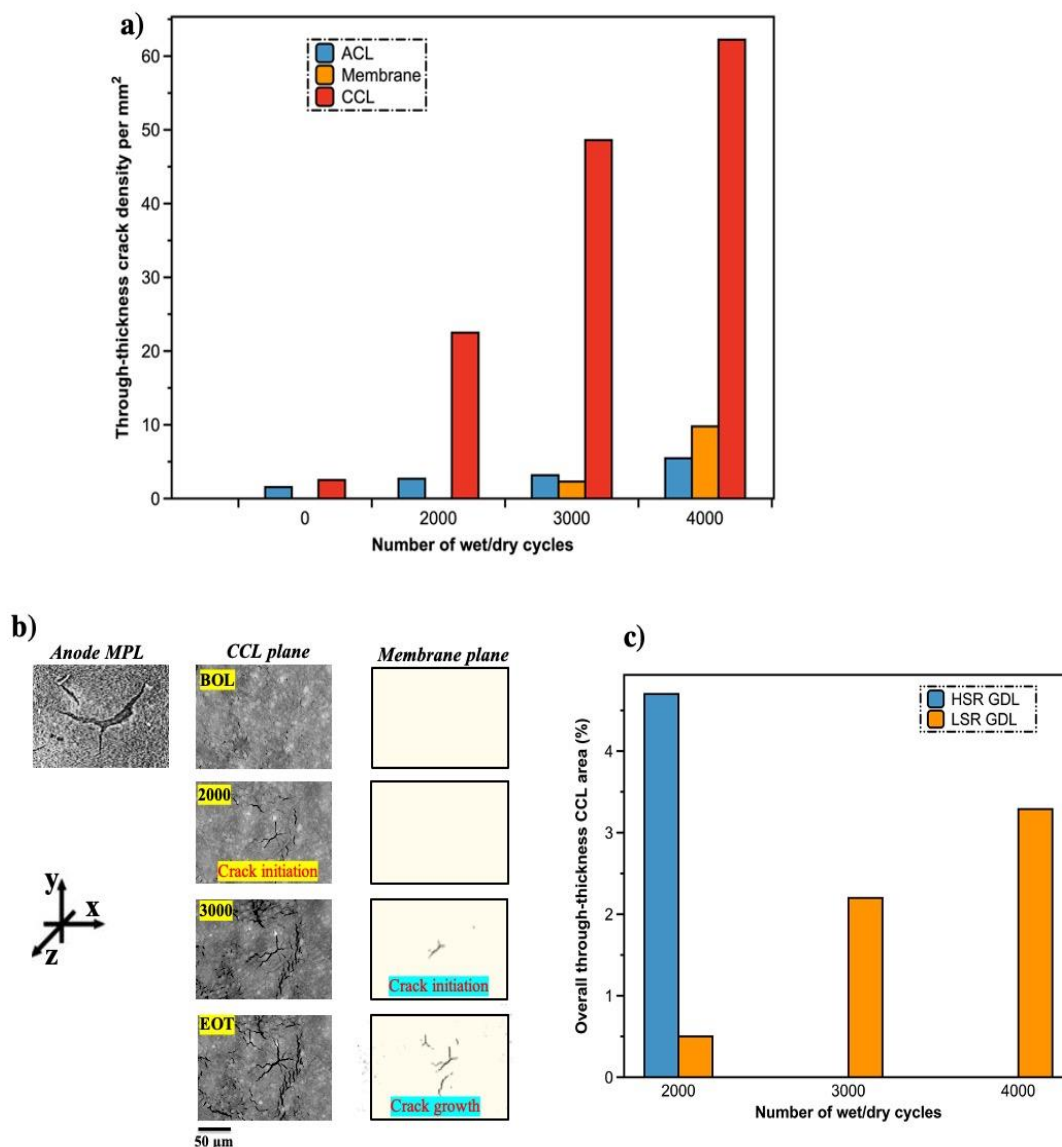 a)
ACL
Membrane
CCL
Through-thickness crack density per mm²
60
50
40
30
20
10
0
0 2000 3000 4000
Number of wet/dry cycles
b)
Anode MPL CCL plane Membrane plane
BOL
2000
Crack initiation
3000
Crack initiation
EOT
Crack growth
50 µm
y
x
z
c)
HSR GDL
LSR GDL
Overall through-thickness CCL area (%)
4
3
2
1
0
2000 3000 4000
Number of wet/dry cycles